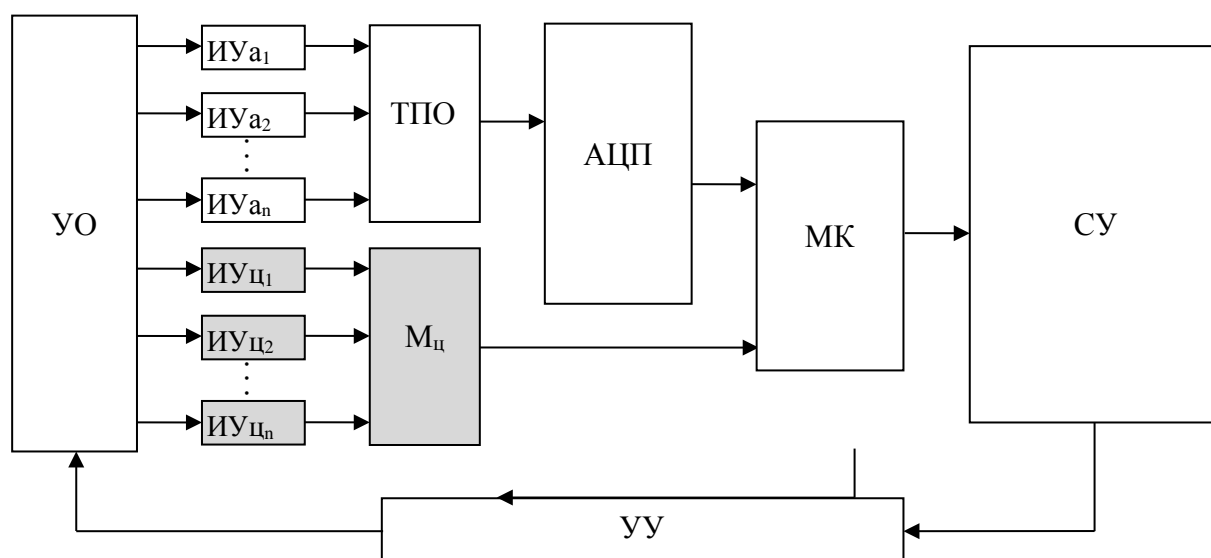 УО
ИУа₁
ИУа₂
ИУаₙ
ИУц₁
ИУц₂
ИУцₙ
ТПО
Мц
АЦП
МК
СУ
УУ